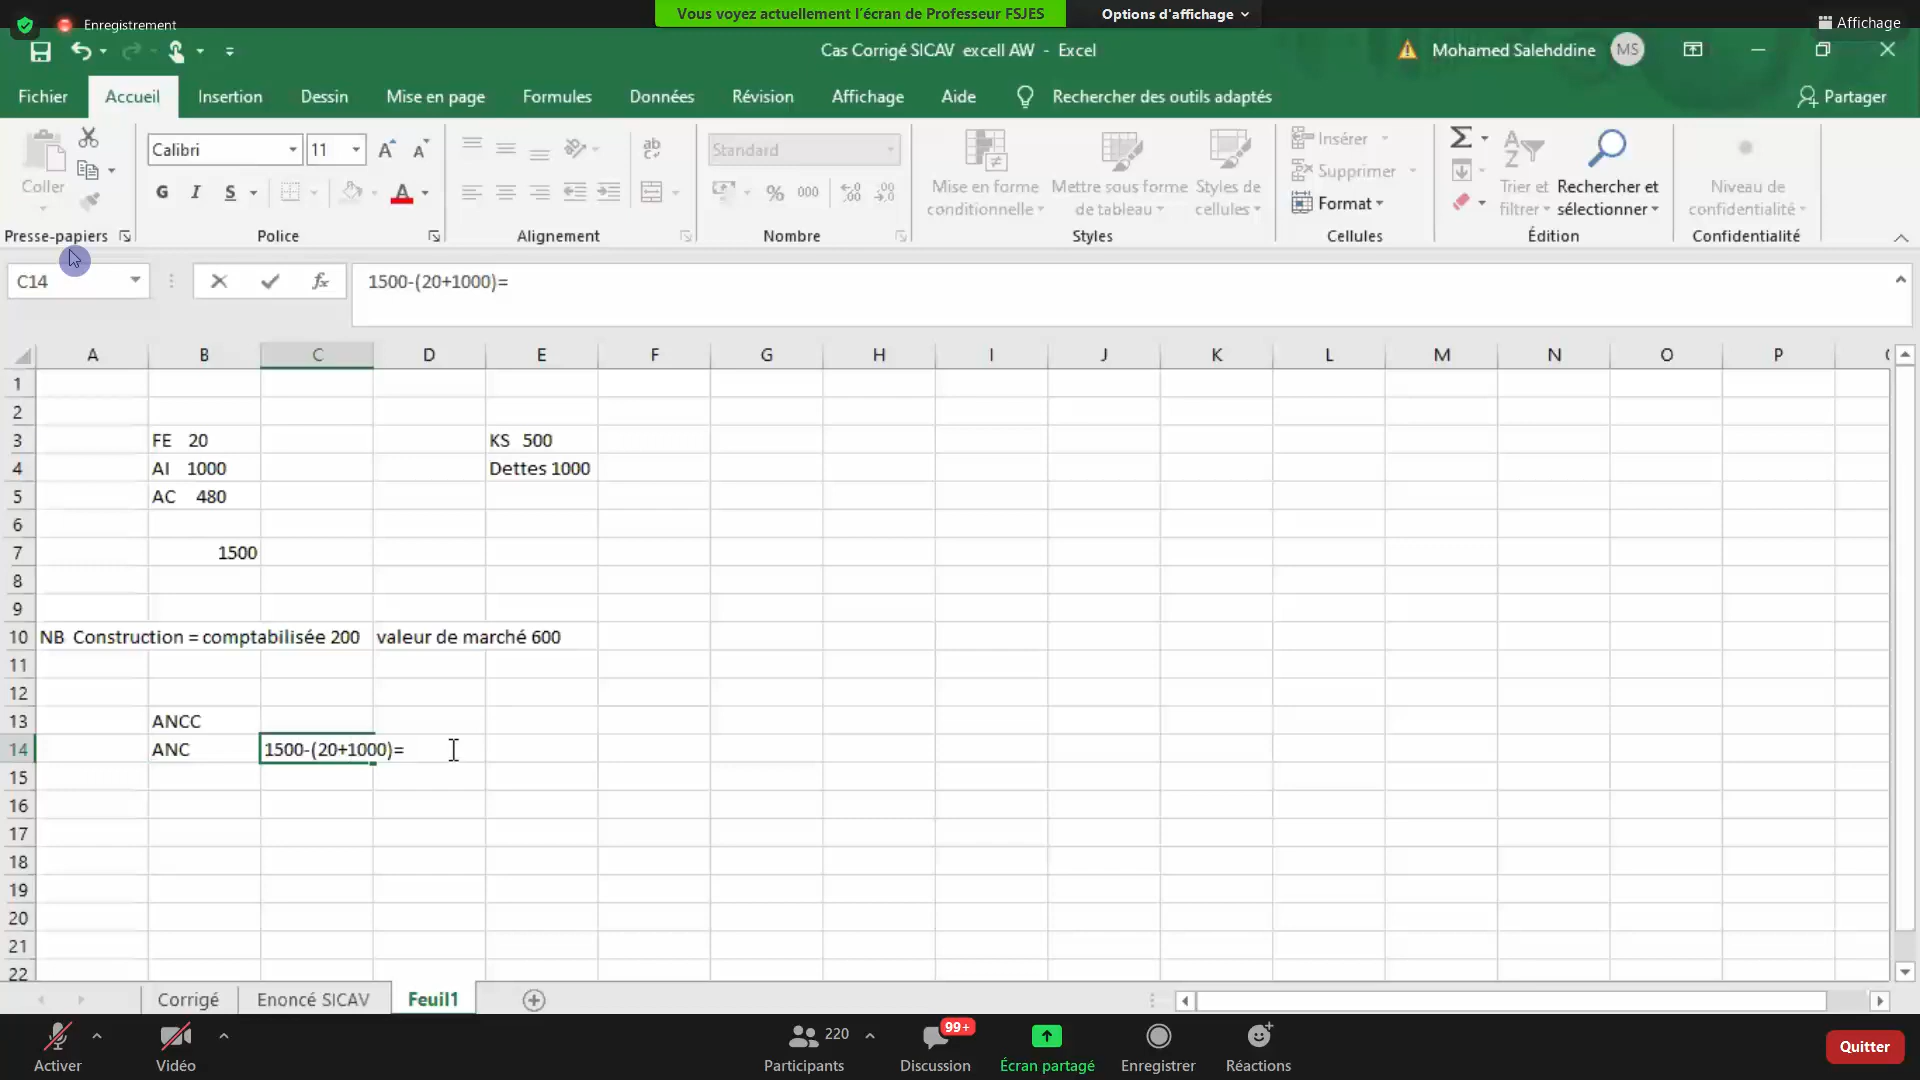 Enregistrement
Vous voyez actuellement l'écran de Professeur FSJES
Options d'affichage
Affichage
Cas Corrigé SICAV excell AW - Excel
Mohamed Salehddine
MS
Fichier
Accueil
Insertion
Dessin
Mise en page
Formules
Données
Révision
Affichage
Aide
Rechercher des outils adaptés
Partager
Coller
Presse-papiers
Calibri
11
G I S
Police
Alignement
Standard
% 000
Nombre
Mise en forme conditionnelle
Mettre sous forme de tableau
Styles de cellules
Styles
Insérer
Supprimer
Format
Cellules
Trier et filtrer
Rechercher et sélectionner
Édition
Niveau de confidentialité
Confidentialité
C14
fx
1500-(20+1000)=
A B C D E F G H I J K L M N O P
1
2
3 FE 20 KS 500
4 AI 1000 Dettes 1000
5 AC 480
6
7 1500
8
9
10 NB Construction = comptabilisée 200 valeur de marché 600
11
12
13 ANCC
14 ANC 1500-(20+1000)=
15
16
17
18
19
20
21
22
Corrigé
Enoncé SICAV
Feuil1
Activer
Vidéo
220
Participants
99+
Discussion
Écran partagé
Enregistrer
Réactions
Quitter